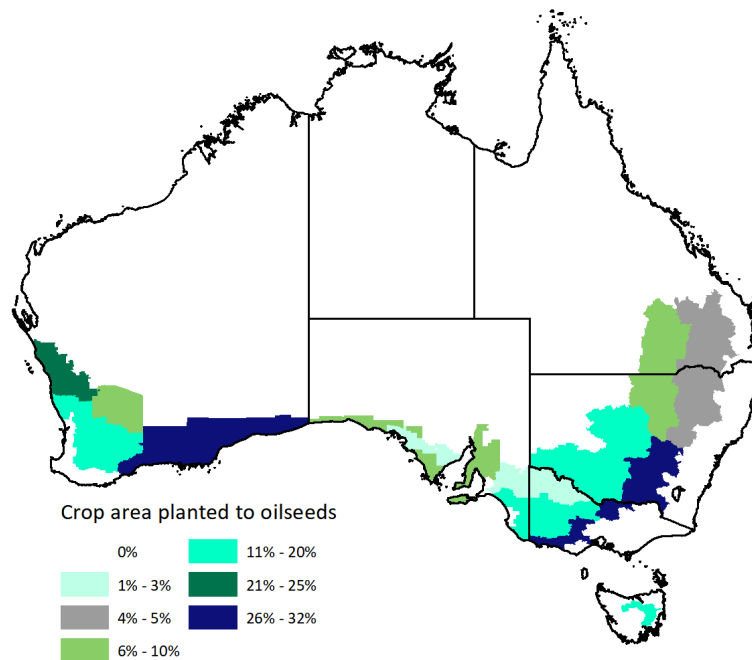 Crop area planted to oilseeds
0%
11% - 20%
1% - 3%
21% - 25%
4% - 5%
26% - 32%
6% - 10%